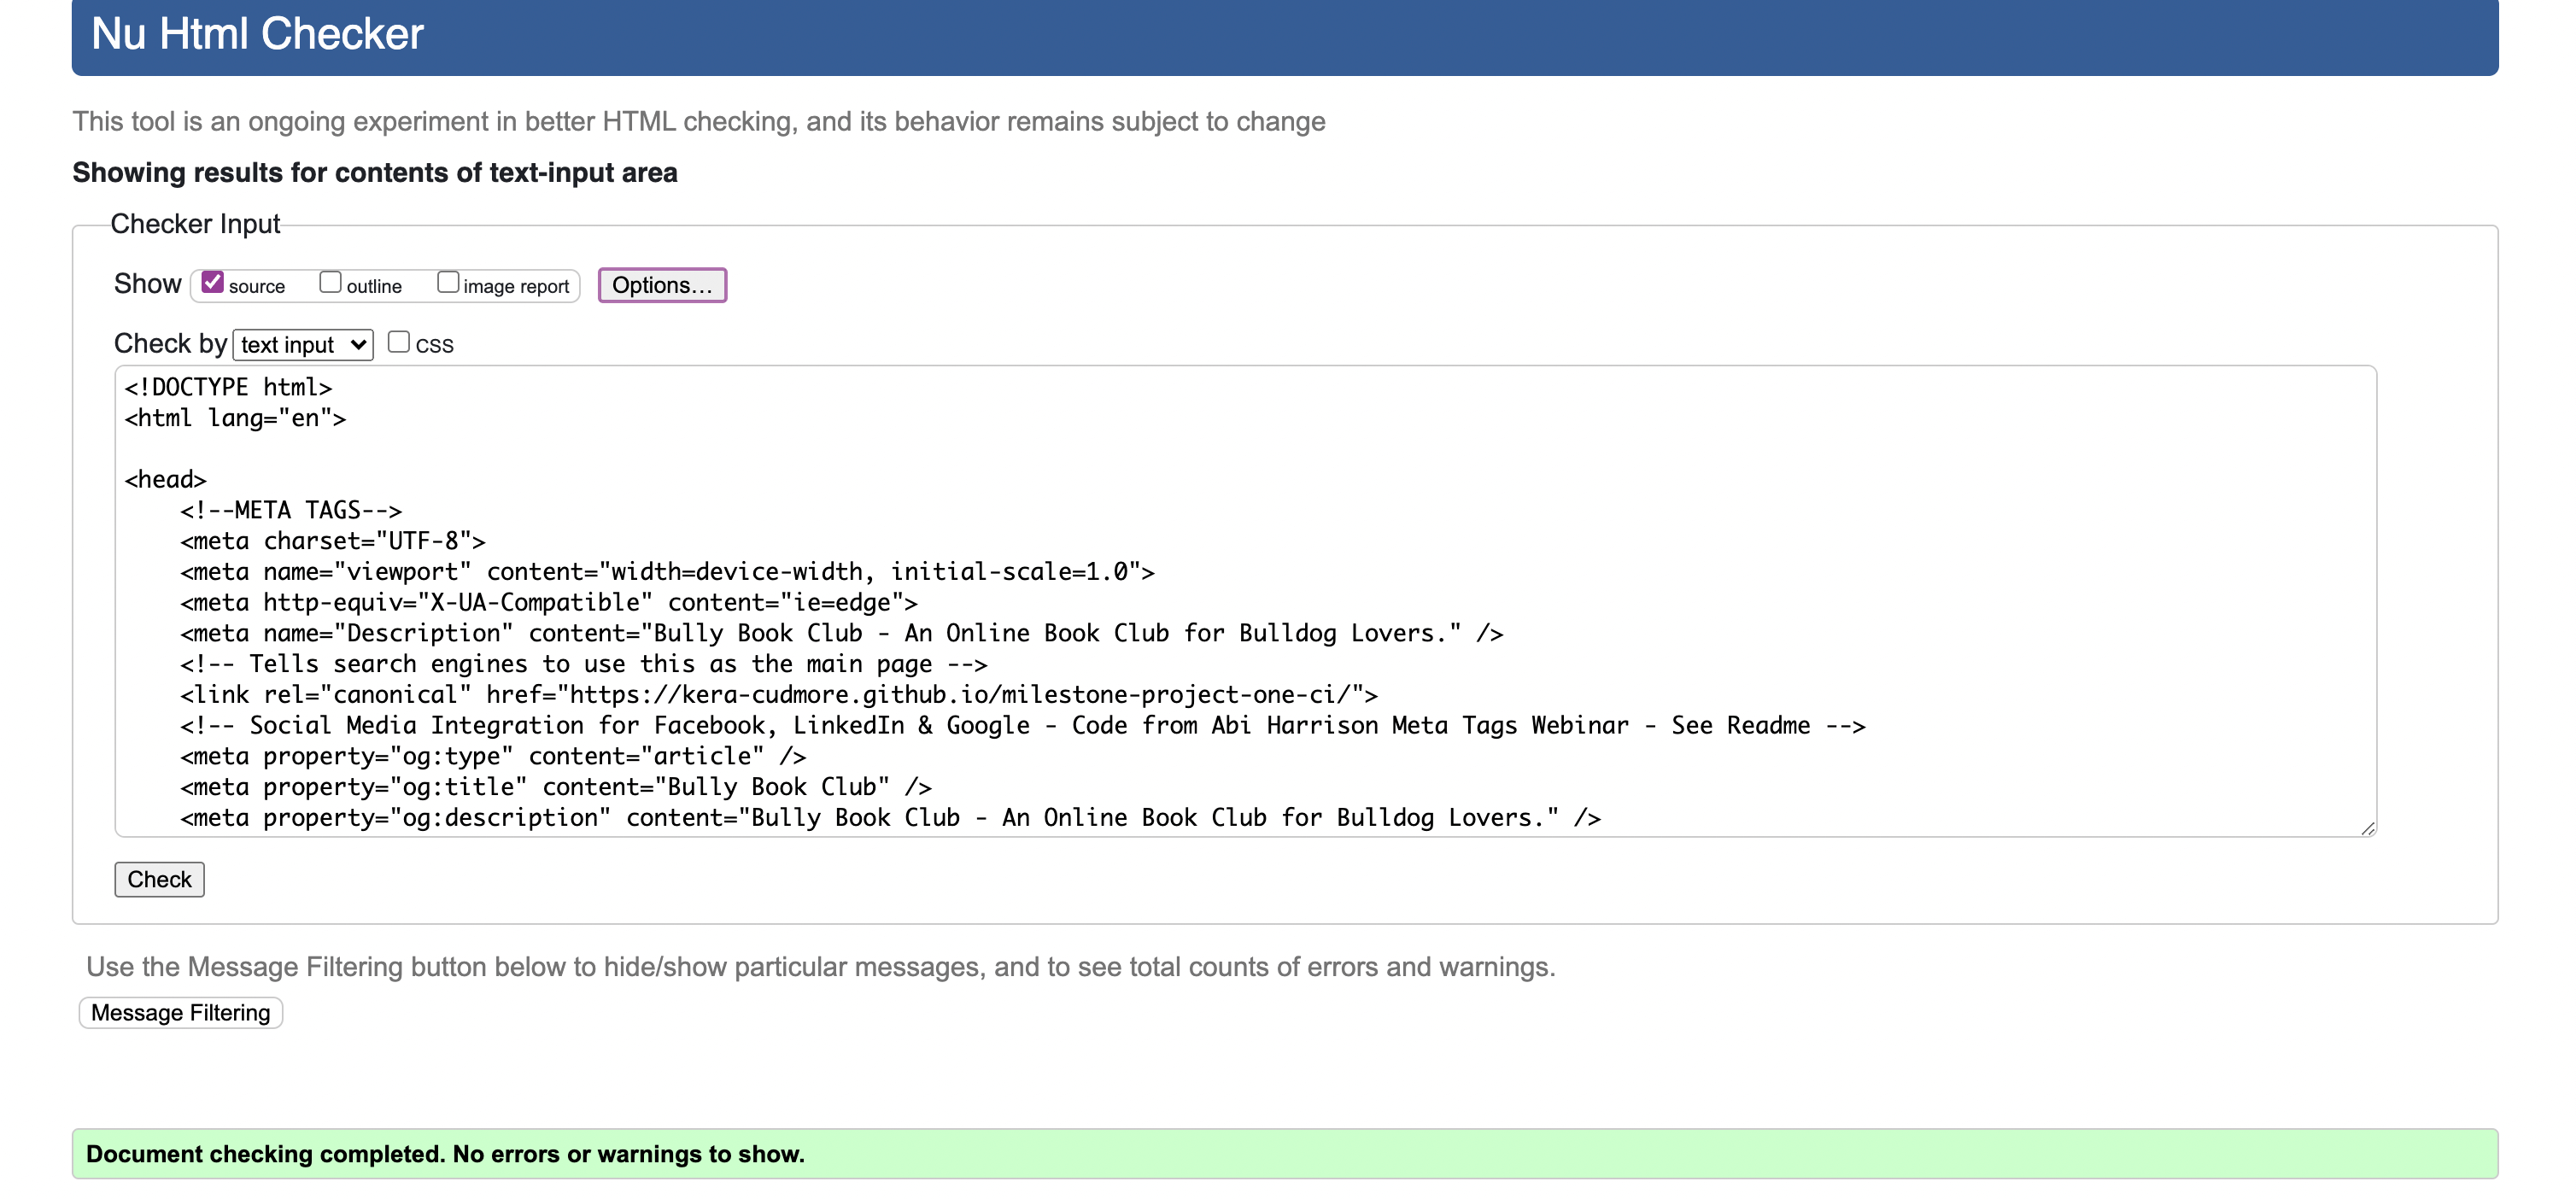 Nu Html Checker
This tool is an ongoing experiment in better HTML checking, and its behavior remains subject to change
Showing results for contents of text-input area
Checker Input
Show source outline image report Options...
Check by text input css
<!DOCTYPE html>
<html lang="en">
<head>
<!--META TAGS-->
<meta charset="UTF-8">
<meta name="viewport" content="width=device-width, initial-scale=1.0">
<meta http-equiv="X-UA-Compatible" content="ie=edge">
<meta name="Description" content="Bully Book Club - An Online Book Club for Bulldog Lovers." />
<!-- Tells search engines to use this as the main page -->
<link rel="canonical" href="https://kera-cudmore.github.io/milestone-project-one-ci/">
<!-- Social Media Integration for Facebook, LinkedIn & Google - Code from Abi Harrison Meta Tags Webinar - See Readme -->
<meta property="og:type" content="article" />
<meta property="og:title" content="Bully Book Club" />
<meta property="og:description" content="Bully Book Club - An Online Book Club for Bulldog Lovers." />
Check
Use the Message Filtering button below to hide/show particular messages, and to see total counts of errors and warnings.
Message Filtering
Document checking completed. No errors or warnings to show.